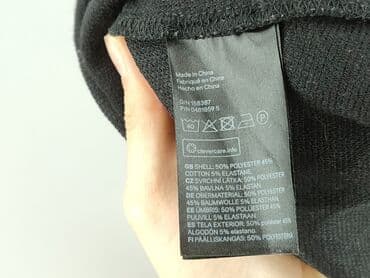 Made in China
Fabriqué en Chine
Hecho en China
O/N 158387
P/N 0481859 5
40
P
clevercare.info
GB SHELL: 50% POLYESTER 45%
COTTON 5% ELASTANE.
CZ SVRCHNÍ LÁTKA: 50% POLYESTER
45% BAVLNA 5% ELASTAN
DE OBERMATERIAL: 50% POLYESTER
45% BAUMWOLLE 5% ELASTAN
EE ÜMBRIS: 50% POLÜESTER 45%
PUUVILL 5% ELASTAAN.
ES TELA EXTERIOR: 50% poliéster 45%
ALGODÓN 5% elastano.
FI PÄÄLLISKANGAS: 50% POLYESTERI